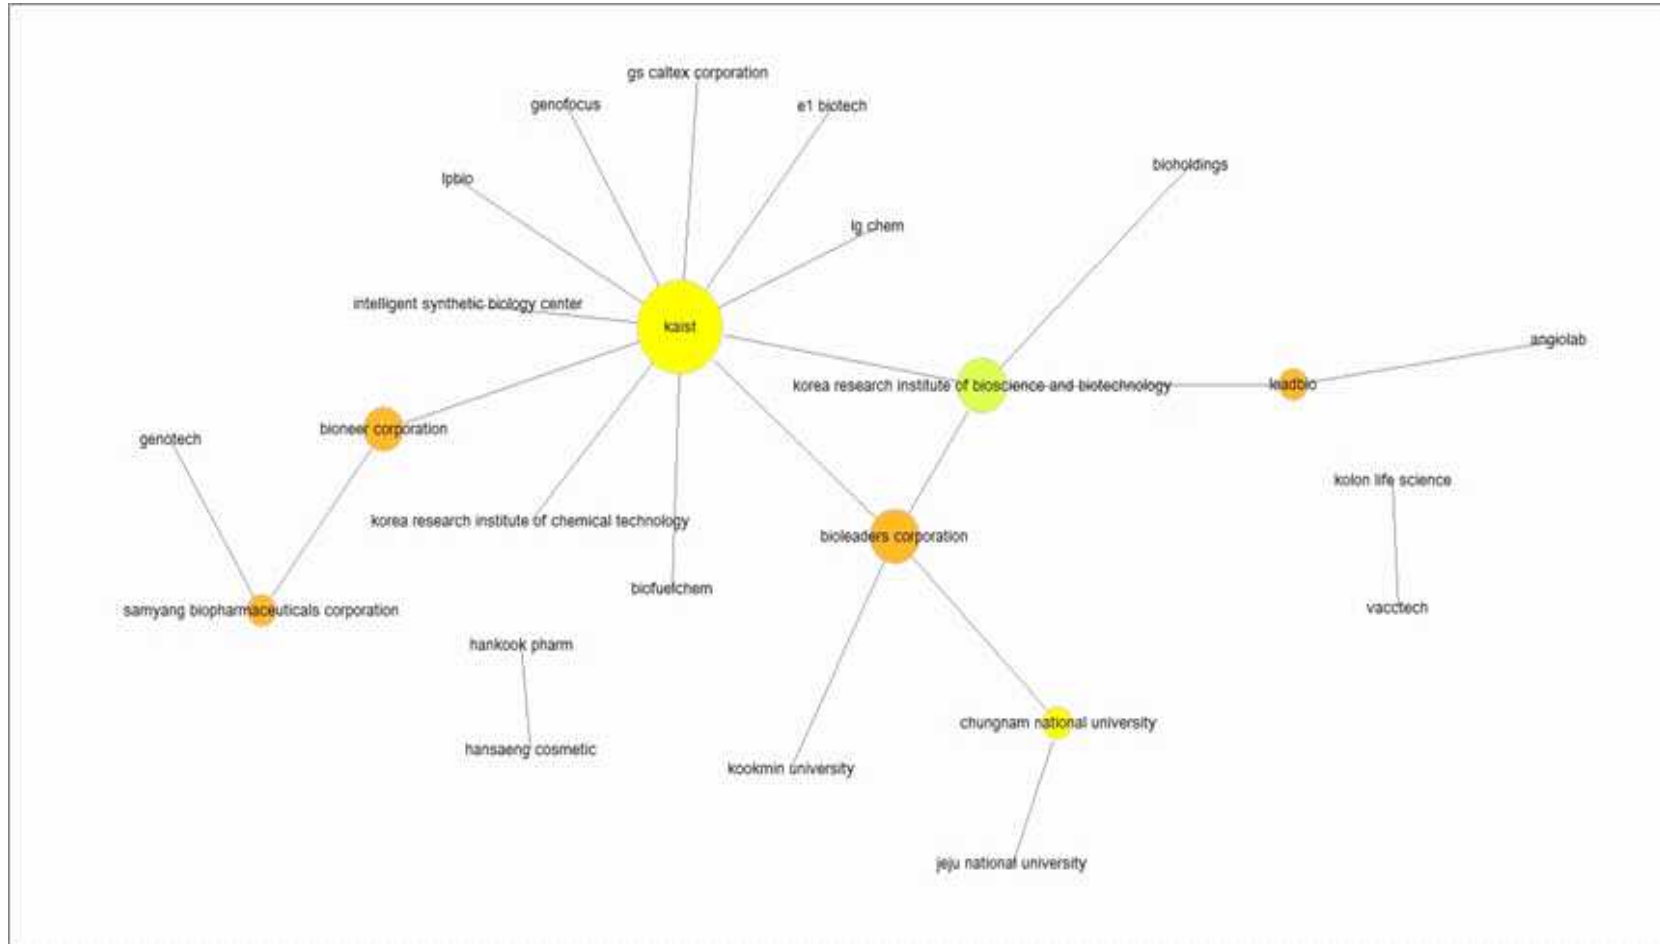 gs caltex corporation
genofocus
e1 biotech
bioholdings
lpbio
lg chem
intelligent synthetic biology center
kaist
angiolab
korea research institute of bioscience and biotechnology
leadbio
bioneer corporation
genotech
kolon life science
korea research institute of chemical technology
bioleaders corporation
biofuelchem
samyang biopharmaceuticals corporation
vacctech
hankook pharm
chungnam national university
hansaeng cosmetic
kookmin university
jeju national university